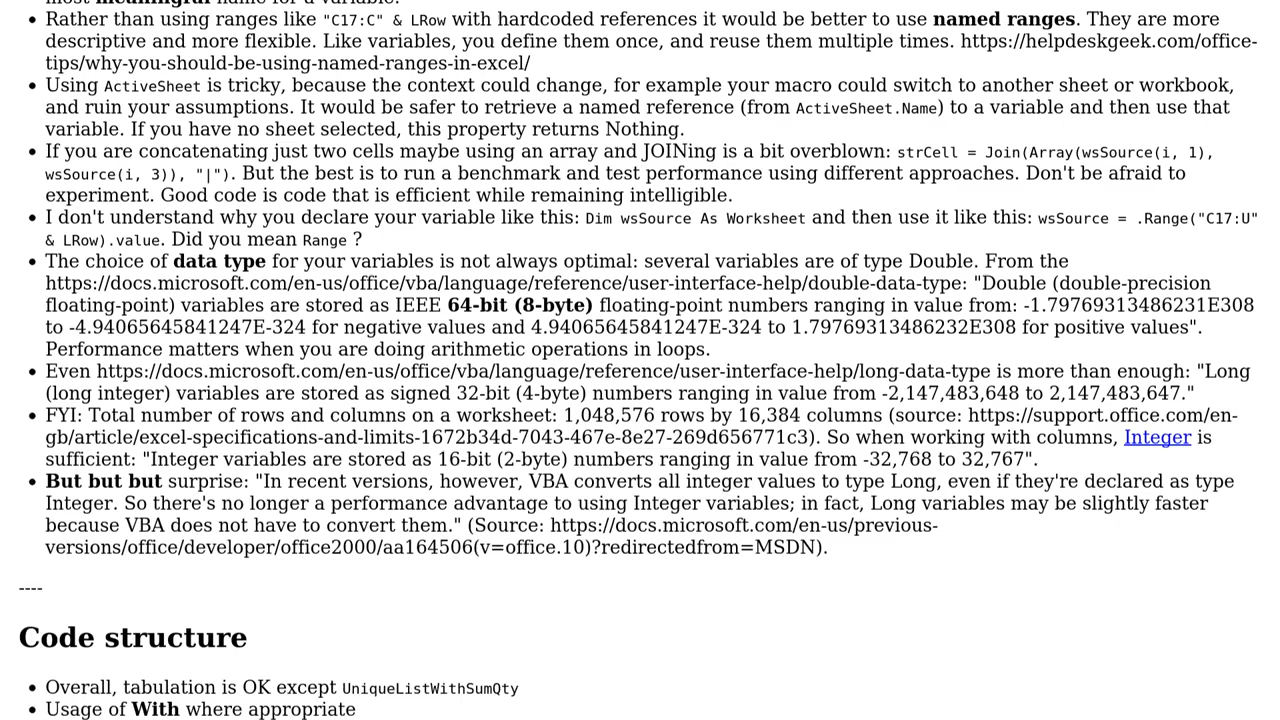 most meaningful name for a variable.
Rather than using ranges like "C17:C" & LRow with hardcoded references it would be better to use named ranges. They are more
descriptive and more flexible. Like variables, you define them once, and reuse them multiple times. https://helpdeskgeek.com/office-
tips/why-you-should-be-using-named-ranges-in-excel/
Using ActiveSheet is tricky, because the context could change, for example your macro could switch to another sheet or workbook,
and ruin your assumptions. It would be safer to retrieve a named reference (from ActiveSheet.Name) to a variable and then use that
variable. If you have no sheet selected, this property returns Nothing.
If you are concatenating just two cells maybe using an array and JOINing is a bit overblown: strCell = Join(Array(wsSource(i, 1),
wsSource(i, 3)), "|"). But the best is to run a benchmark and test performance using different approaches. Don't be afraid to
experiment. Good code is code that is efficient while remaining intelligible.
I don't understand why you declare your variable like this: Dim wsSource As Worksheet and then use it like this: wsSource = .Range("C17:U"
& LRow).value. Did you mean Range ?
The choice of data type for your variables is not always optimal: several variables are of type Double. From the
https://docs.microsoft.com/en-us/office/vba/language/reference/user-interface-help/double-data-type: "Double (double-precision
floating-point) variables are stored as IEEE 64-bit (8-byte) floating-point numbers ranging in value from: -1.79769313486231E308
to -4.94065645841247E-324 for negative values and 4.94065645841247E-324 to 1.79769313486232E308 for positive values".
Performance matters when you are doing arithmetic operations in loops.
Even https://docs.microsoft.com/en-us/office/vba/language/reference/user-interface-help/long-data-type is more than enough: "Long
(long integer) variables are stored as signed 32-bit (4-byte) numbers ranging in value from -2,147,483,648 to 2,147,483,647."
FYI: Total number of rows and columns on a worksheet: 1,048,576 rows by 16,384 columns (source: https://support.office.com/en-
gb/article/excel-specifications-and-limits-1672b34d-7043-467e-8e27-269d656771c3). So when working with columns, Integer is
sufficient: "Integer variables are stored as 16-bit (2-byte) numbers ranging in value from -32,768 to 32,767".
But but but surprise: "In recent versions, however, VBA converts all integer values to type Long, even if they're declared as type
Integer. So there's no longer a performance advantage to using Integer variables; in fact, Long variables may be slightly faster
because VBA does not have to convert them." (Source: https://docs.microsoft.com/en-us/previous-
versions/office/developer/office2000/aa164506(v=office.10)?redirectedfrom=MSDN).
----
Code structure
Overall, tabulation is OK except UniqueListWithSumQty
Usage of With where appropriate